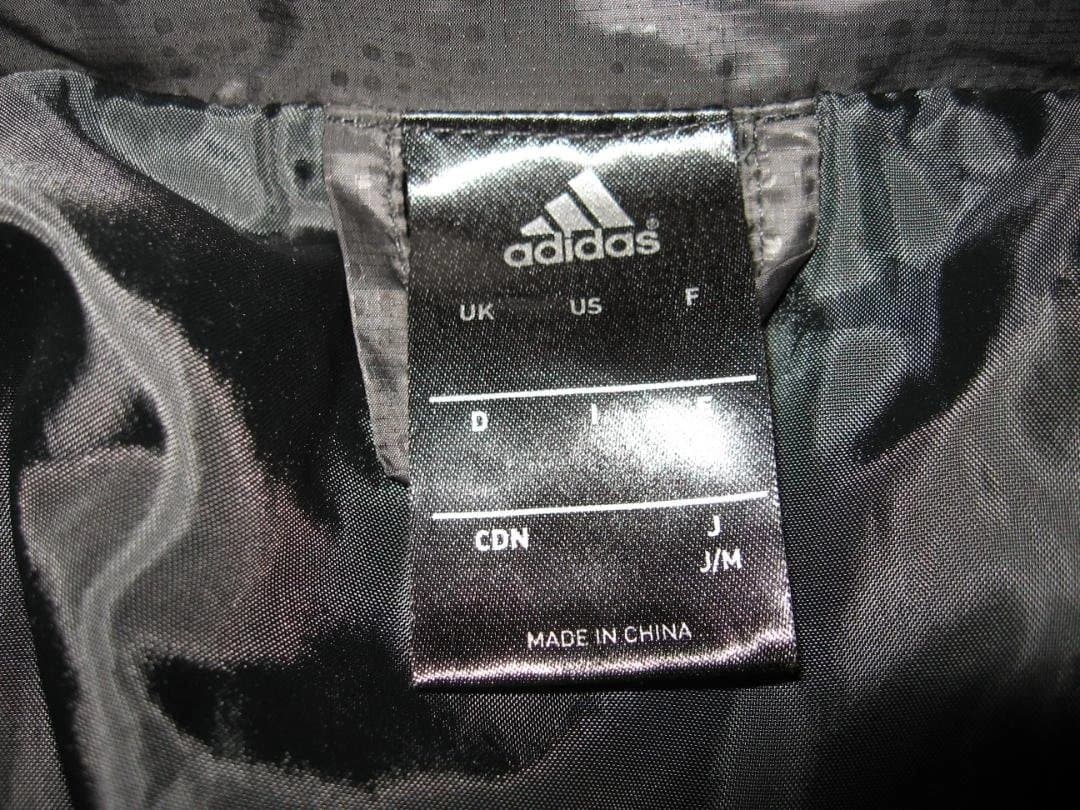 adidas®
UK US F
D I E
CDN J
J/M
MADE IN CHINA